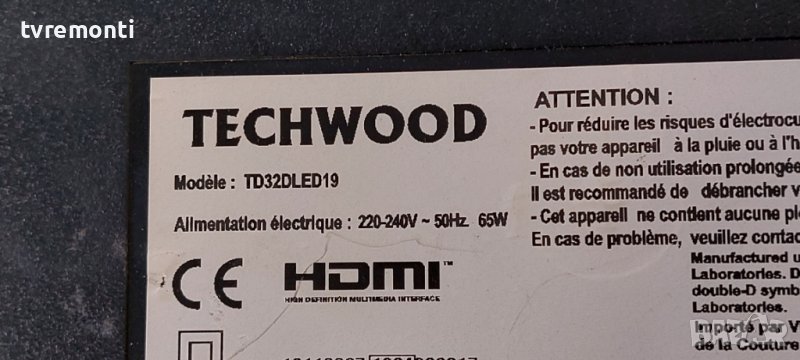 tvremonti
TECHWOOD
Modèle : TD32DLED19
Alimentation électrique : 220-240V ~ 50Hz 65W
CE HDMI™
HIGH DEFINITION MULTIMEDIA INTERFACE
ATTENTION :
- Pour réduire les risques d'électrocu
pas votre appareil à la pluie ou à l'h
- En cas de non utilisation prolongée
Il est recommandé de débrancher v
- Cet appareil ne contient aucune pi
En cas de problème, veuillez contac
Manufactured u
Laboratories. D
double-D symb
Laboratories.
Importé par V
de la Couture